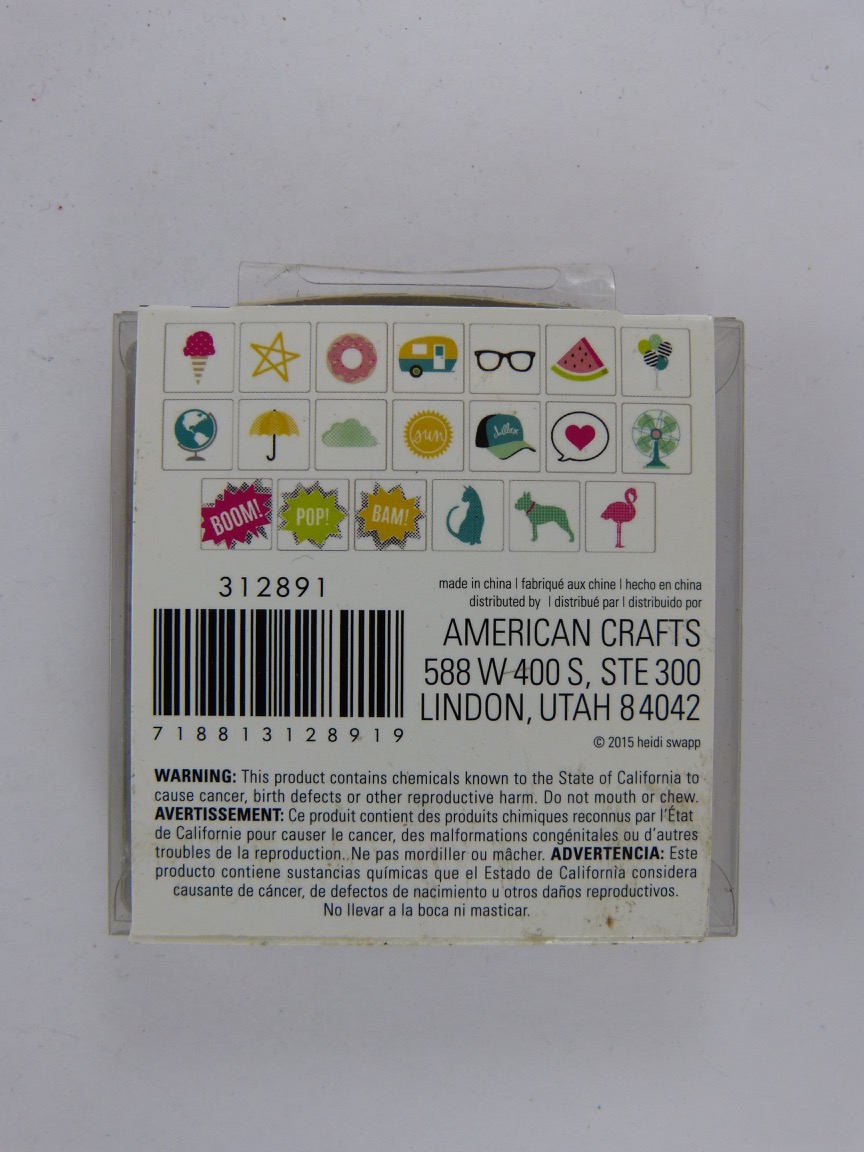 sun
BOOM! POP! BAM!
312891
7 18813 12891 9
made in china | fabriqué aux chine | hecho en china
distributed by | distribué par | distribuido por
AMERICAN CRAFTS
588 W 400 S, STE 300
LINDON, UTAH 84042
© 2015 heidi swapp
WARNING: This product contains chemicals known to the State of California to
cause cancer, birth defects or other reproductive harm. Do not mouth or chew.
AVERTISSEMENT: Ce produit contient des produits chimiques reconnus par l'État
de Californie pour causer le cancer, des malformations congénitales ou d'autres
troubles de la reproduction. Ne pas mordiller ou mâcher. ADVERTENCIA: Este
producto contiene sustancias químicas que el Estado de California considera
causante de cáncer, de defectos de nacimiento u otros daños reproductivos.
No llevar a la boca ni masticar.